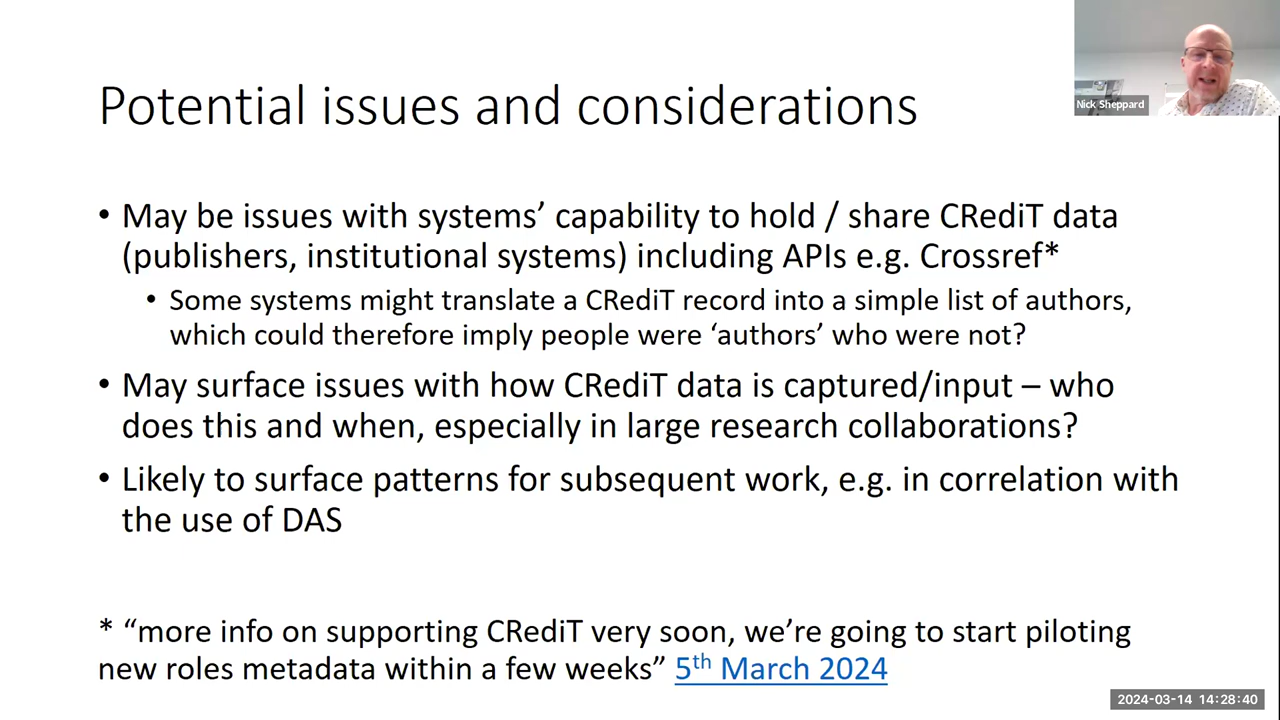 Potential issues and considerations
Nick Sheppard
• May be issues with systems’ capability to hold / share CRediT data
(publishers, institutional systems) including APIs e.g. Crossref*
• Some systems might translate a CRediT record into a simple list of authors,
which could therefore imply people were ‘authors’ who were not?
• May surface issues with how CRediT data is captured/input – who
does this and when, especially in large research collaborations?
• Likely to surface patterns for subsequent work, e.g. in correlation with
the use of DAS
* “more info on supporting CRediT very soon, we’re going to start piloting
new roles metadata within a few weeks” 5th March 2024
2024-03-14 14:28:40